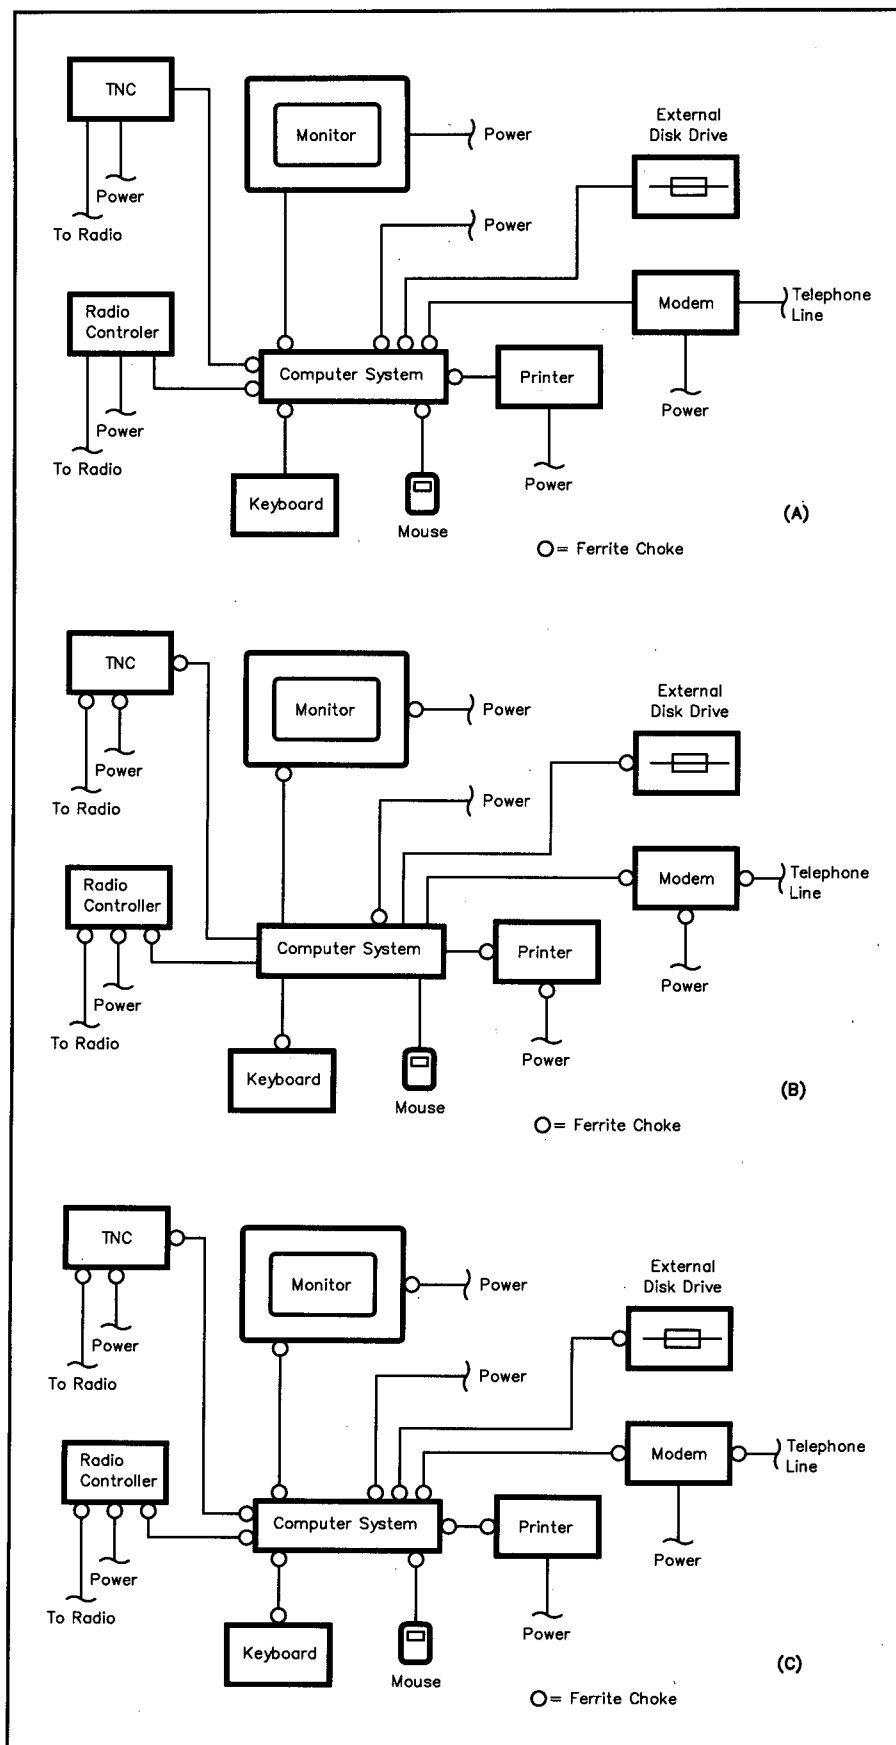 TNC
Monitor
Power
External
Disk Drive
Power
To Radio
Power
Radio
Controler
Modem
Telephone
Line
Computer System
Printer
Power
Power
To Radio
Keyboard
Mouse
Power
(A)
= Ferrite Choke
TNC
Monitor
Power
External
Disk Drive
Power
To Radio
Power
Radio
Controller
Modem
Telephone
Line
Computer System
Printer
Power
Power
To Radio
Keyboard
Mouse
Power
(B)
= Ferrite Choke
TNC
Monitor
Power
External
Disk Drive
Power
To Radio
Power
Radio
Controller
Modem
Telephone
Line
Computer System
Printer
Power
Power
To Radio
Keyboard
Mouse
Power
(C)
= Ferrite Choke